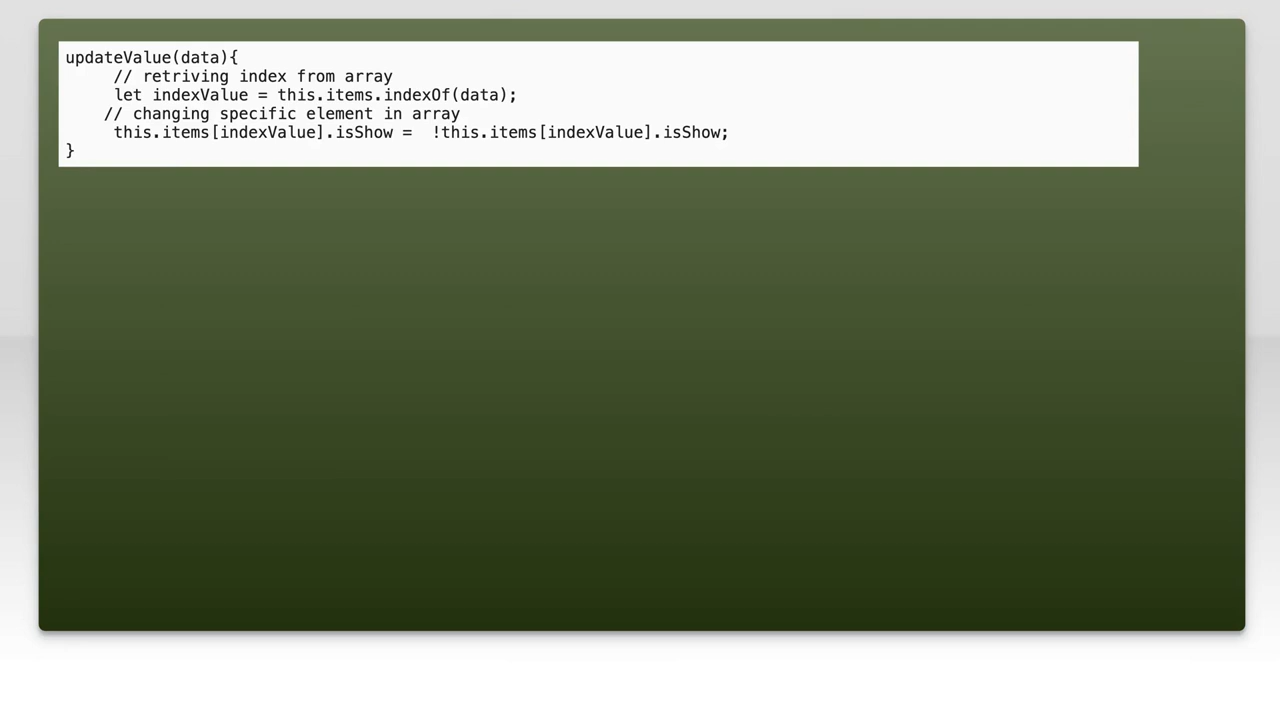 updateValue(data){
     // retriving index from array
     let indexValue = this.items.indexOf(data);
    // changing specific element in array
     this.items[indexValue].isShow =  !this.items[indexValue].isShow;
}